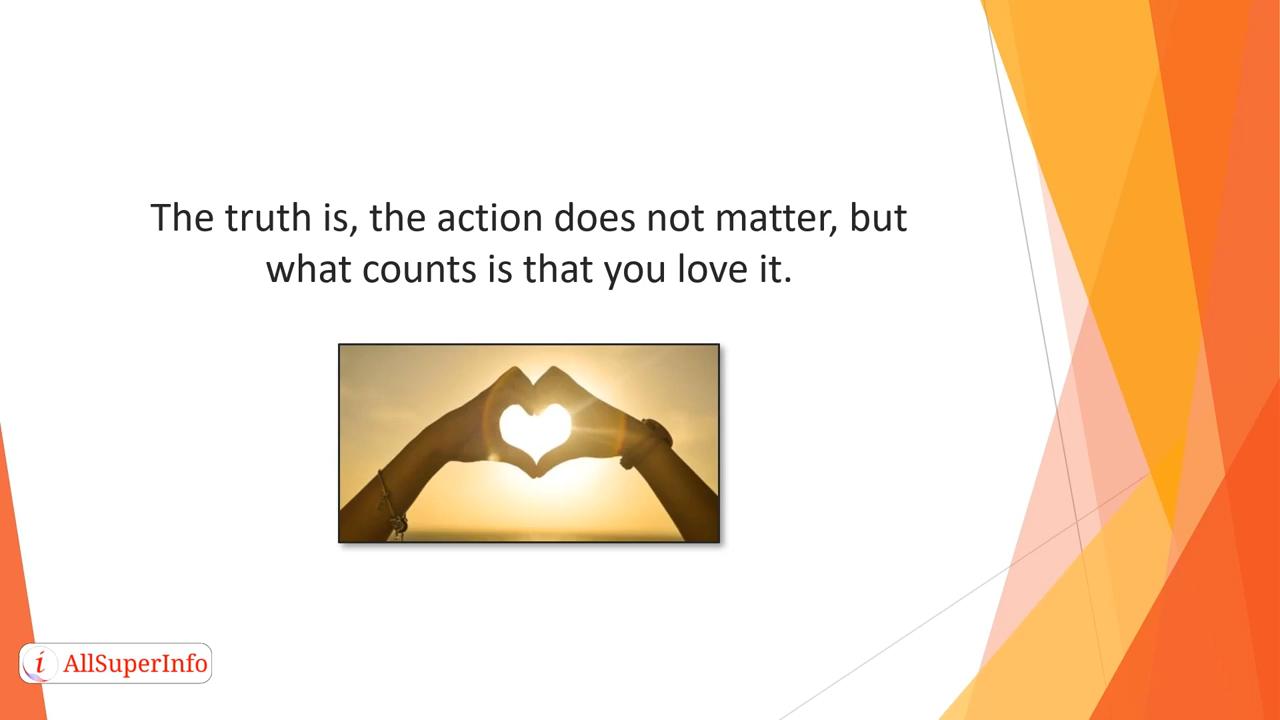 The truth is, the action does not matter, but
what counts is that you love it.
i AllSuperInfo